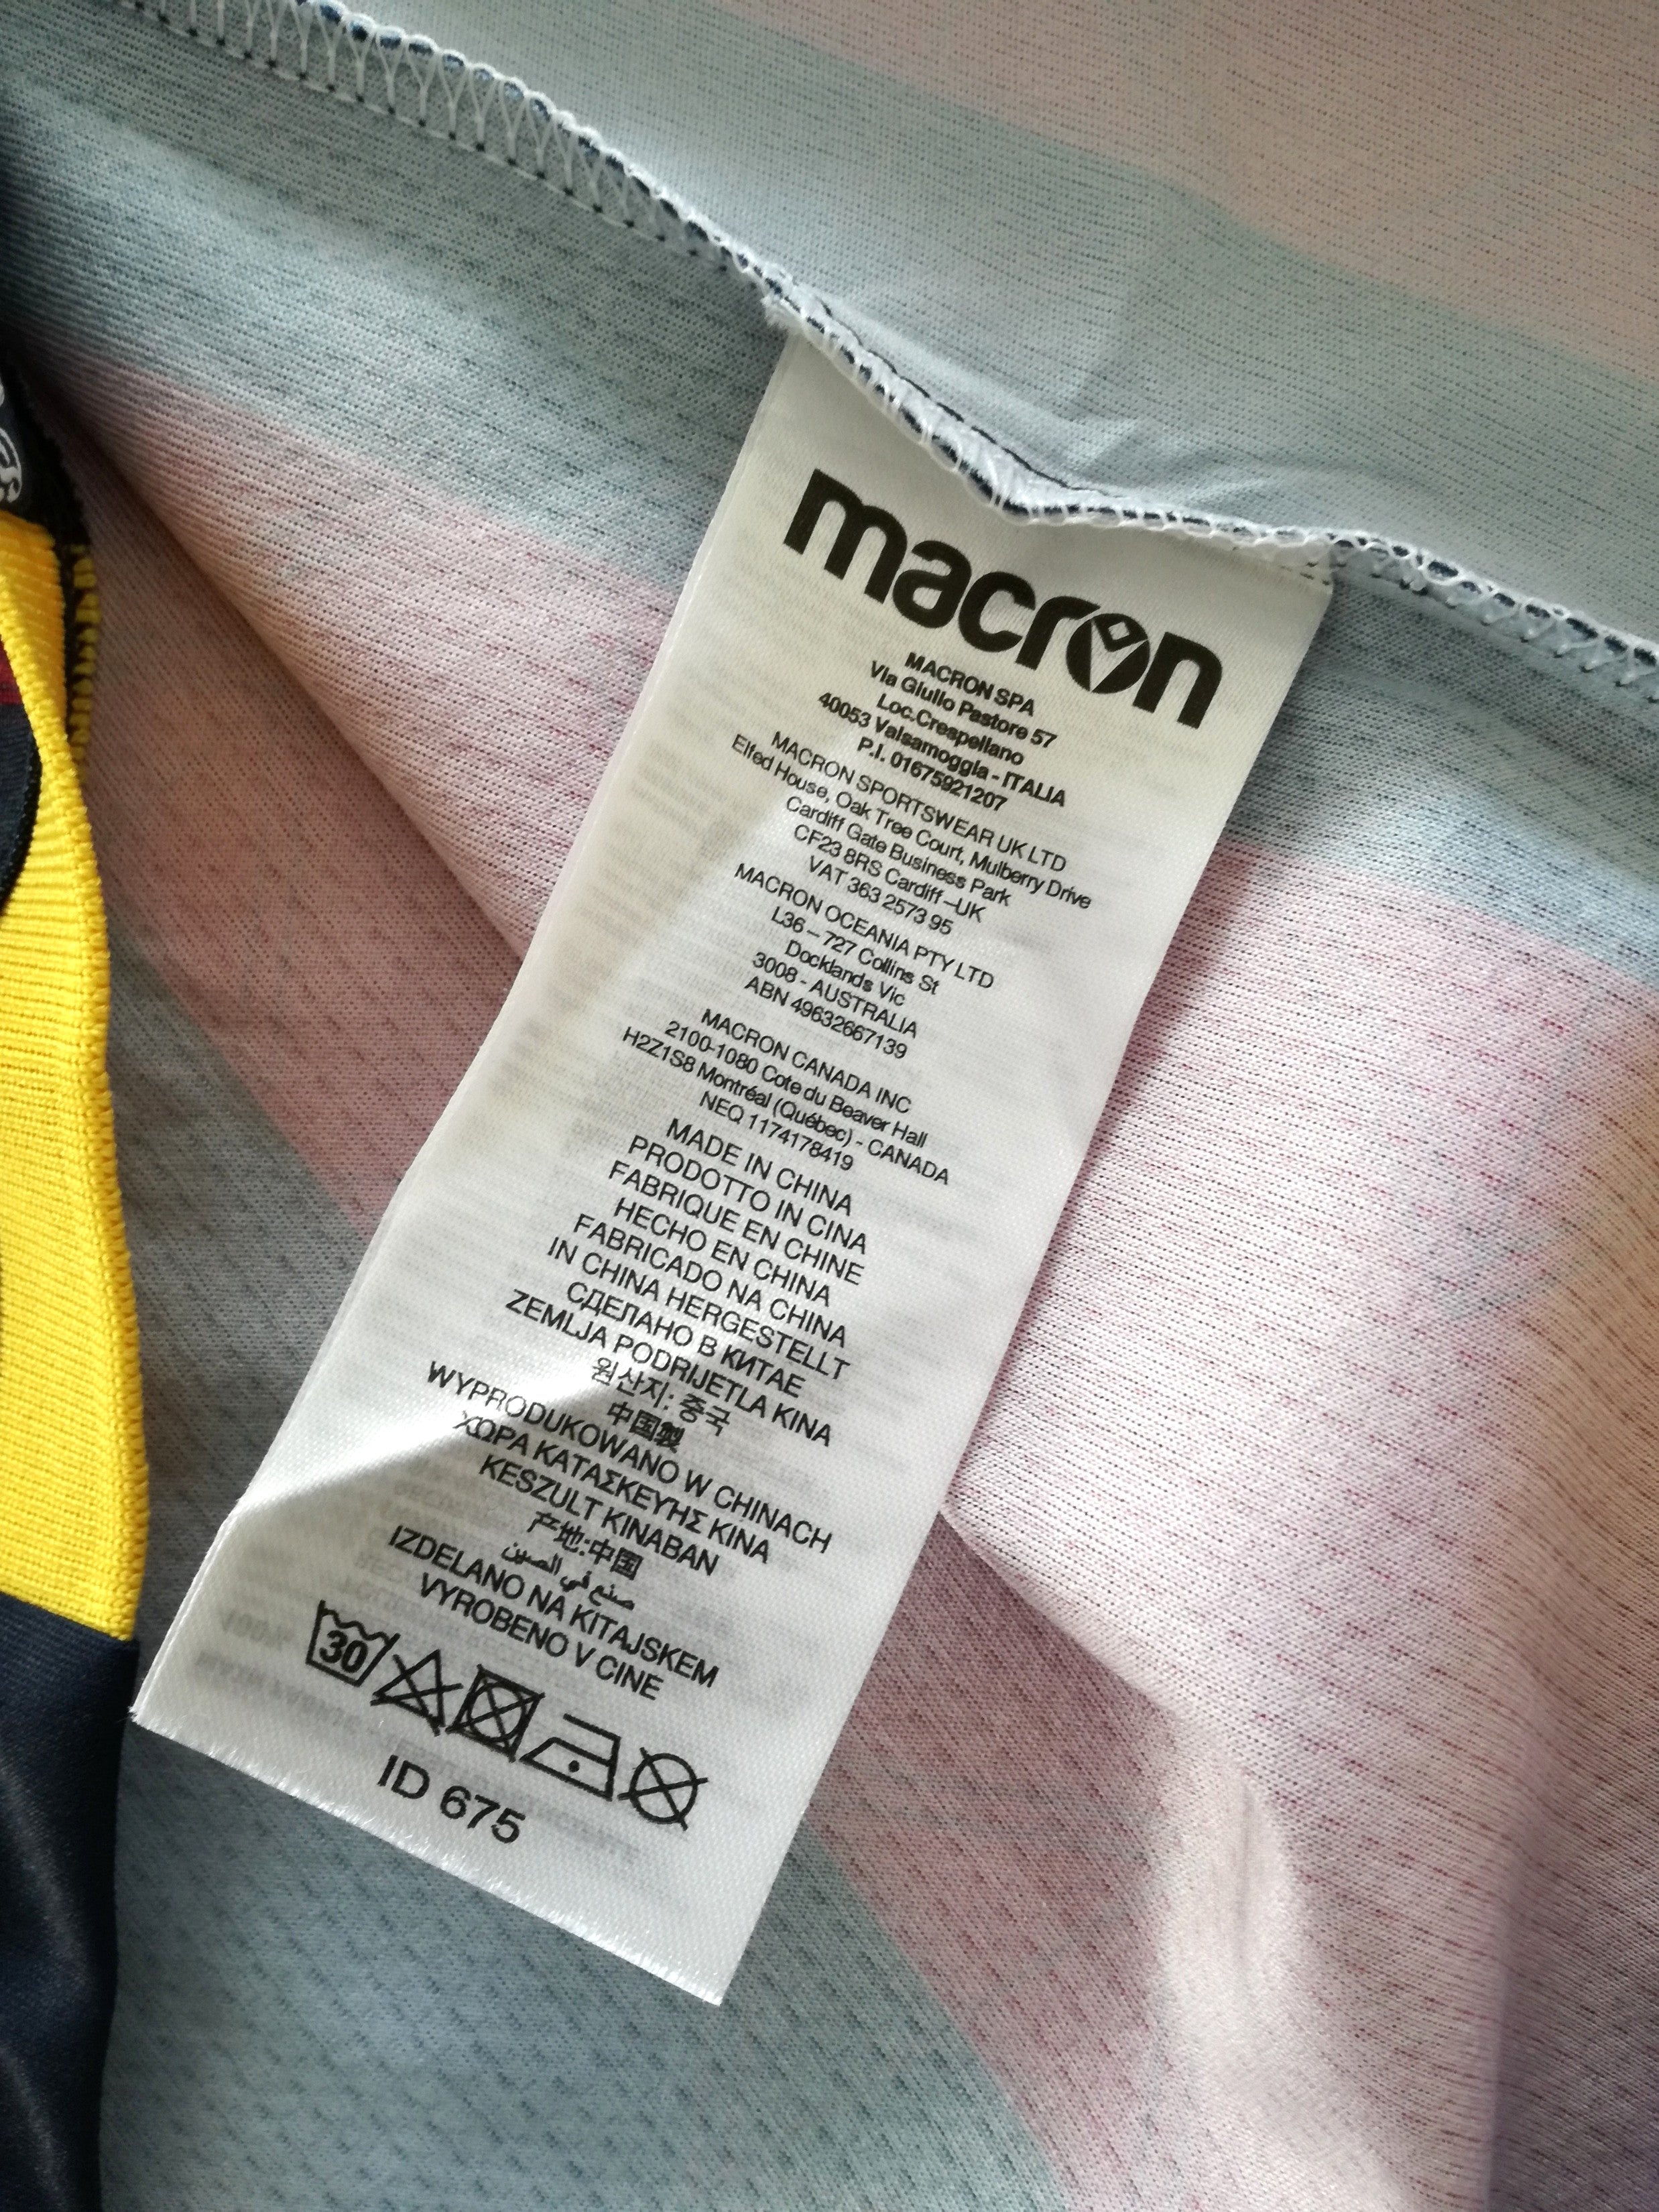 macron
MACRON SPA
Via Giulio Pastore 57
Loc.Crespellano
40053 Valsamoggia - ITALIA
P.I. 01675921207
MACRON SPORTSWEAR UK LTD
Elfed House, Oak Tree Court, Mulberry Drive
Cardiff Gate Business Park
CF23 8RS Cardiff –UK
VAT 363 2573 95
MACRON OCEANIA PTY LTD
L36 – 727 Collins St
Docklands Vic
3008 - AUSTRALIA
ABN 49632667139
MACRON CANADA INC
2100-1080 Cote du Beaver Hall
H2Z1S8 Montréal (Québec) - CANADA
NEQ 1174178419
MADE IN CHINA
PRODOTTO IN CINA
FABRIQUE EN CHINE
HECHO EN CHINA
FABRICADO NA CHINA
IN CHINA HERGESTELLT
СДЕЛАНО В КИТАЕ
ZEMLJA PODRIJETLA KINA
원산지: 중국
中国製
WYPRODUKOWANO W CHINACH
ΧΩΡΑ ΚΑΤΑΣΚΕΥΗΣ ΚΙΝΑ
KESZULT KINABAN
产地:中国
صنع في الصين
IZDELANO NA KITAJSKEM
VYROBENO V CINE
30
ID 675